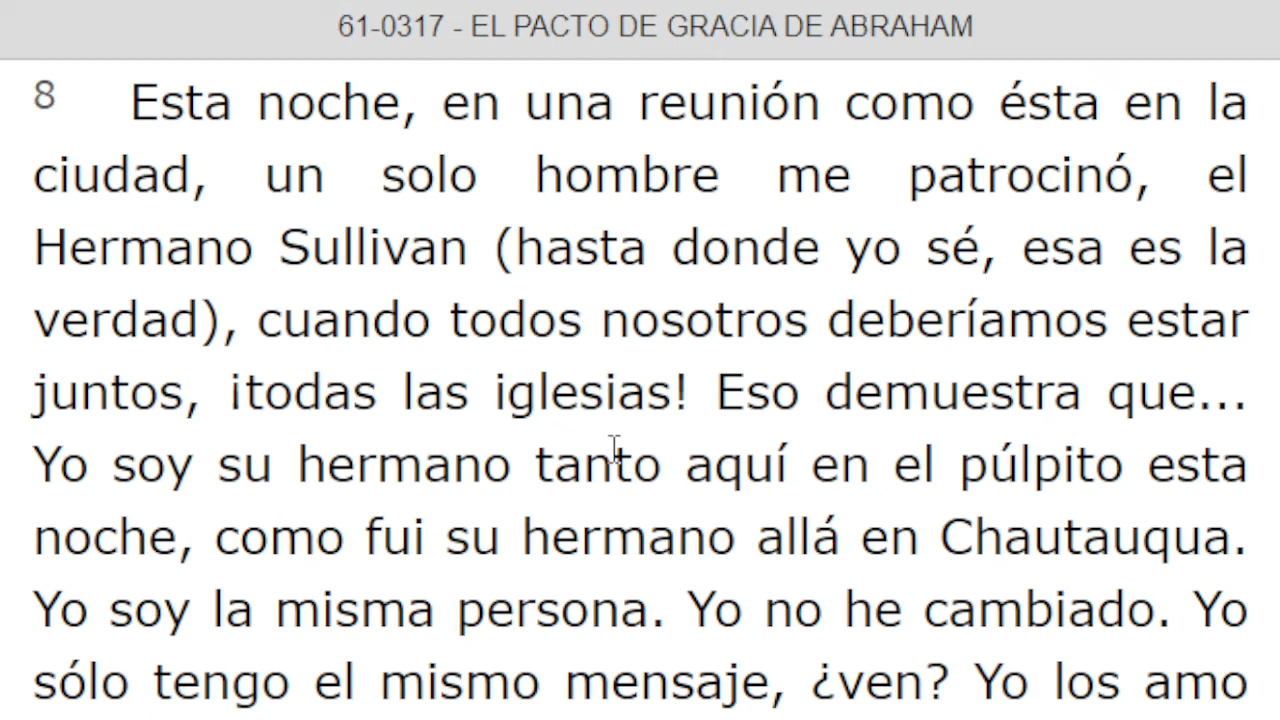 61-0317 - EL PACTO DE GRACIA DE ABRAHAM
8 Esta noche, en una reunión como ésta en la
ciudad, un solo hombre me patrocinó, el
Hermano Sullivan (hasta donde yo sé, esa es la
verdad), cuando todos nosotros deberíamos estar
juntos, ¡todas las iglesias! Eso demuestra que...
Yo soy su hermano tanto aquí en el púlpito esta
noche, como fui su hermano allá en Chautauqua.
Yo soy la misma persona. Yo no he cambiado. Yo
sólo tengo el mismo mensaje, ¿ven? Yo los amo